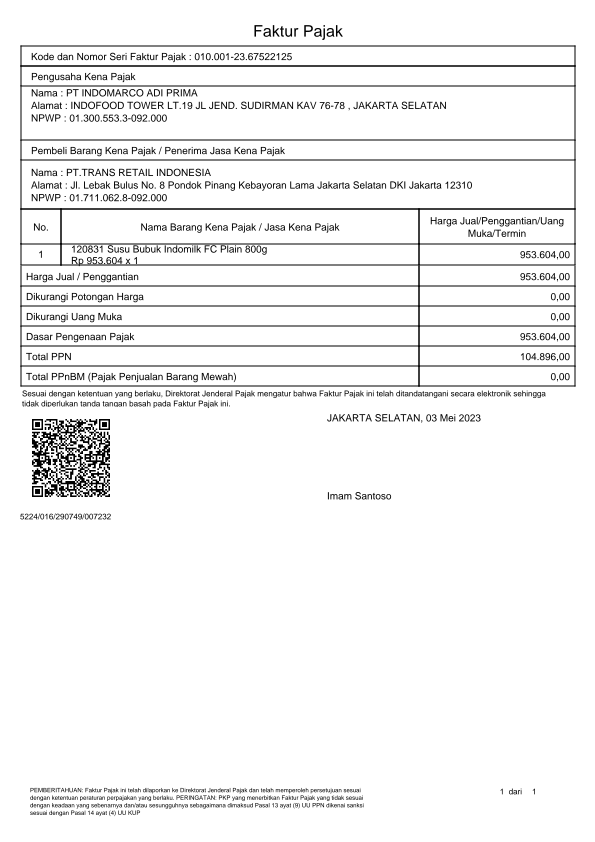 Faktur Pajak
Kode dan Nomor Seri Faktur Pajak : 010.001-23.67522125
Pengusaha Kena Pajak
Nama : PT INDOMARCO ADI PRIMA
Alamat : INDOFOOD TOWER LT.19 JL JEND. SUDIRMAN KAV 76-78 , JAKARTA SELATAN
NPWP : 01.300.553.3-092.000
Pembeli Barang Kena Pajak / Penerima Jasa Kena Pajak
Nama : PT.TRANS RETAIL INDONESIA
Alamat : Jl. Lebak Bulus No. 8 Pondok Pinang Kebayoran Lama Jakarta Selatan DKI Jakarta 12310
NPWP : 01.711.062.8-092.000
No. Nama Barang Kena Pajak / Jasa Kena Pajak Harga Jual/Penggantian/Uang
Muka/Termin
1 120831 Susu Bubuk Indomilk FC Plain 800g 953.604,00
Rp 953.604 x 1
Harga Jual / Penggantian 953.604,00
Dikurangi Potongan Harga 0,00
Dikurangi Uang Muka 0,00
Dasar Pengenaan Pajak 953.604,00
Total PPN 104.896,00
Total PPnBM (Pajak Penjualan Barang Mewah) 0,00
Sesuai dengan ketentuan yang berlaku, Direktorat Jenderal Pajak mengatur bahwa Faktur Pajak ini telah ditandatangani secara elektronik sehingga
tidak diperlukan tanda tangan basah pada Faktur Pajak ini.
JAKARTA SELATAN, 03 Mei 2023
Imam Santoso
5224/016/290749/007232
PEMBERITAHUAN: Faktur Pajak ini telah dilaporkan ke Direktorat Jenderal Pajak dan telah memperoleh persetujuan sesuai
dengan ketentuan peraturan perpajakan yang berlaku. PERINGATAN: PKP yang menerbitkan Faktur Pajak yang tidak sesuai
dengan keadaan yang sebenarnya dan/atau sesungguhnya sebagaimana dimaksud Pasal 13 ayat (9) UU PPN dikenai sanksi
sesuai dengan Pasal 14 ayat (4) UU KUP
1 dari 1